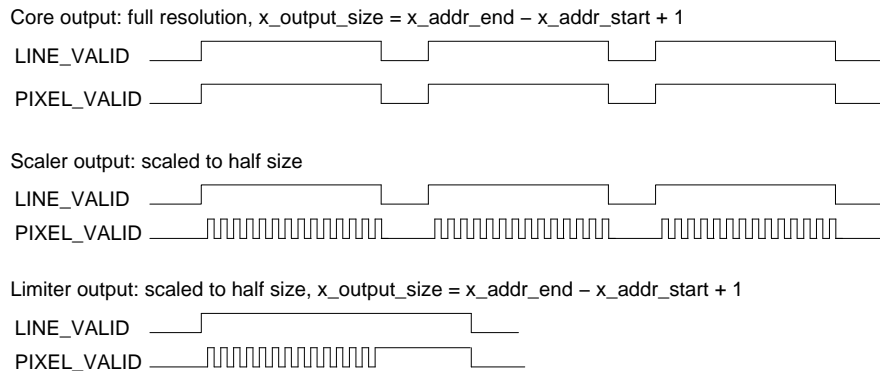 Core output: full resolution, x_output_size = x_addr_end − x_addr_start + 1
LINE_VALID
PIXEL_VALID
Scaler output: scaled to half size
LINE_VALID
PIXEL_VALID
Limiter output: scaled to half size, x_output_size = x_addr_end − x_addr_start + 1
LINE_VALID
PIXEL_VALID